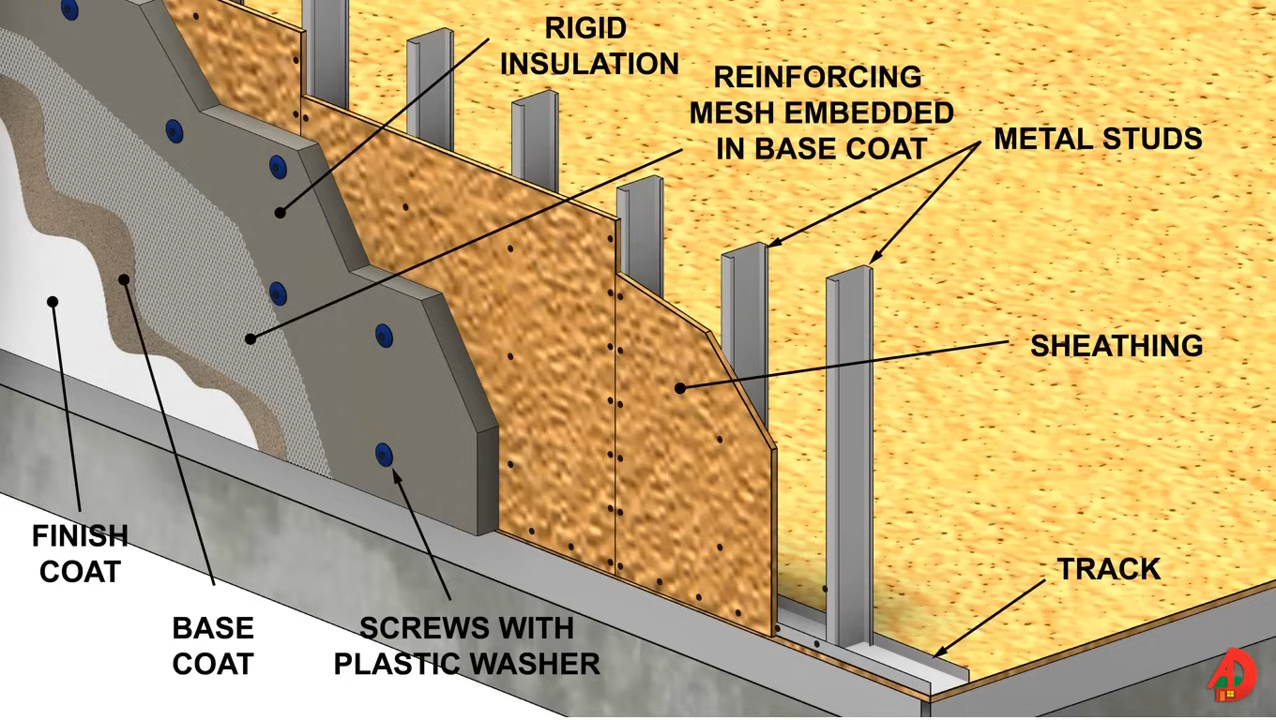 RIGID
INSULATION
REINFORCING
MESH EMBEDDED
IN BASE COAT
METAL STUDS
SHEATHING
FINISH
COAT
BASE
COAT
SCREWS WITH
PLASTIC WASHER
TRACK